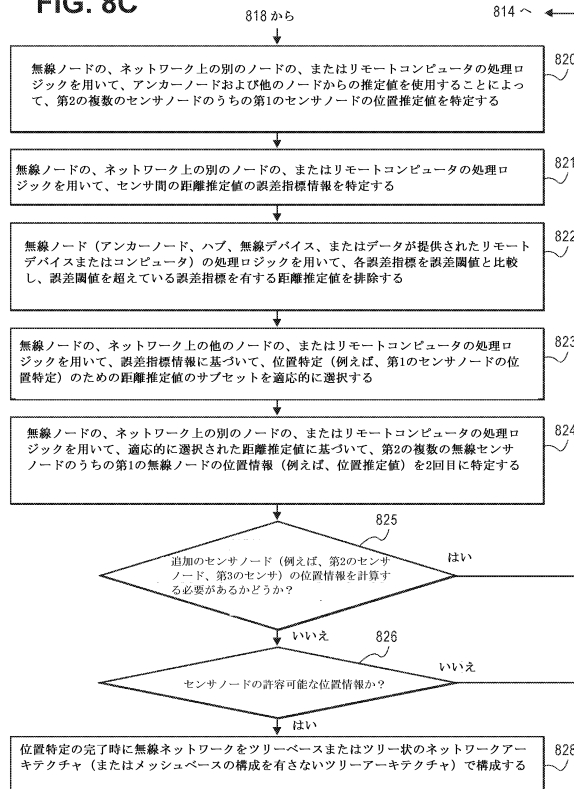 FIG. 8C
818 から
814 へ
無線ノードの、ネットワーク上の別のノードの、またはリモートコンピュータの処理ロ
ジックを用いて、アンカーノードおよび他のノードからの推定値を使用することによっ
て、第2の複数のセンサノードのうちの第1のセンサノードの位置推定値を特定する
820
無線ノードの、ネットワーク上の別のノードの、またはリモートコンピュータの処理ロ
ジックを用いて、センサ間の距離推定値の誤差指標情報を特定する
821
無線ノード（アンカーノード、ハブ、無線デバイス、またはデータが提供されたリモート
デバイスまたはコンピュータ）の処理ロジックを用いて、各誤差指標を誤差閾値と比較
し、誤差閾値を超えている誤差指標を有する距離推定値を排除する
822
無線ノードの、ネットワーク上の他のノードの、またはリモートコンピュータの処理ロ
ジックを用いて、誤差指標情報に基づいて、位置特定（例えば、第1のセンサノードの位
置特定）のための距離推定値のサブセットを適応的に選択する
823
無線ノードの、ネットワーク上の別のノードの、またはリモートコンピュータの処理ロ
ジックを用いて、適応的に選択された距離推定値に基づいて、第2の複数の無線センサ
ノードのうちの第1の無線ノードの位置情報（例えば、位置推定値）を2回目に特定する
824
825
追加のセンサノード（例えば、第2のセンサ
ノード、第3のセンサ）の位置情報を計算す
る必要があるかどうか？
はい
いいえ
826
センサノードの許容可能な位置情報か？
いいえ
はい
位置特定の完了時に無線ネットワークをツリーベースまたはツリー状のネットワークアー
キテクチャ（またはメッシュベースの構成を有さないツリーアーキテクチャ）で構成する
828